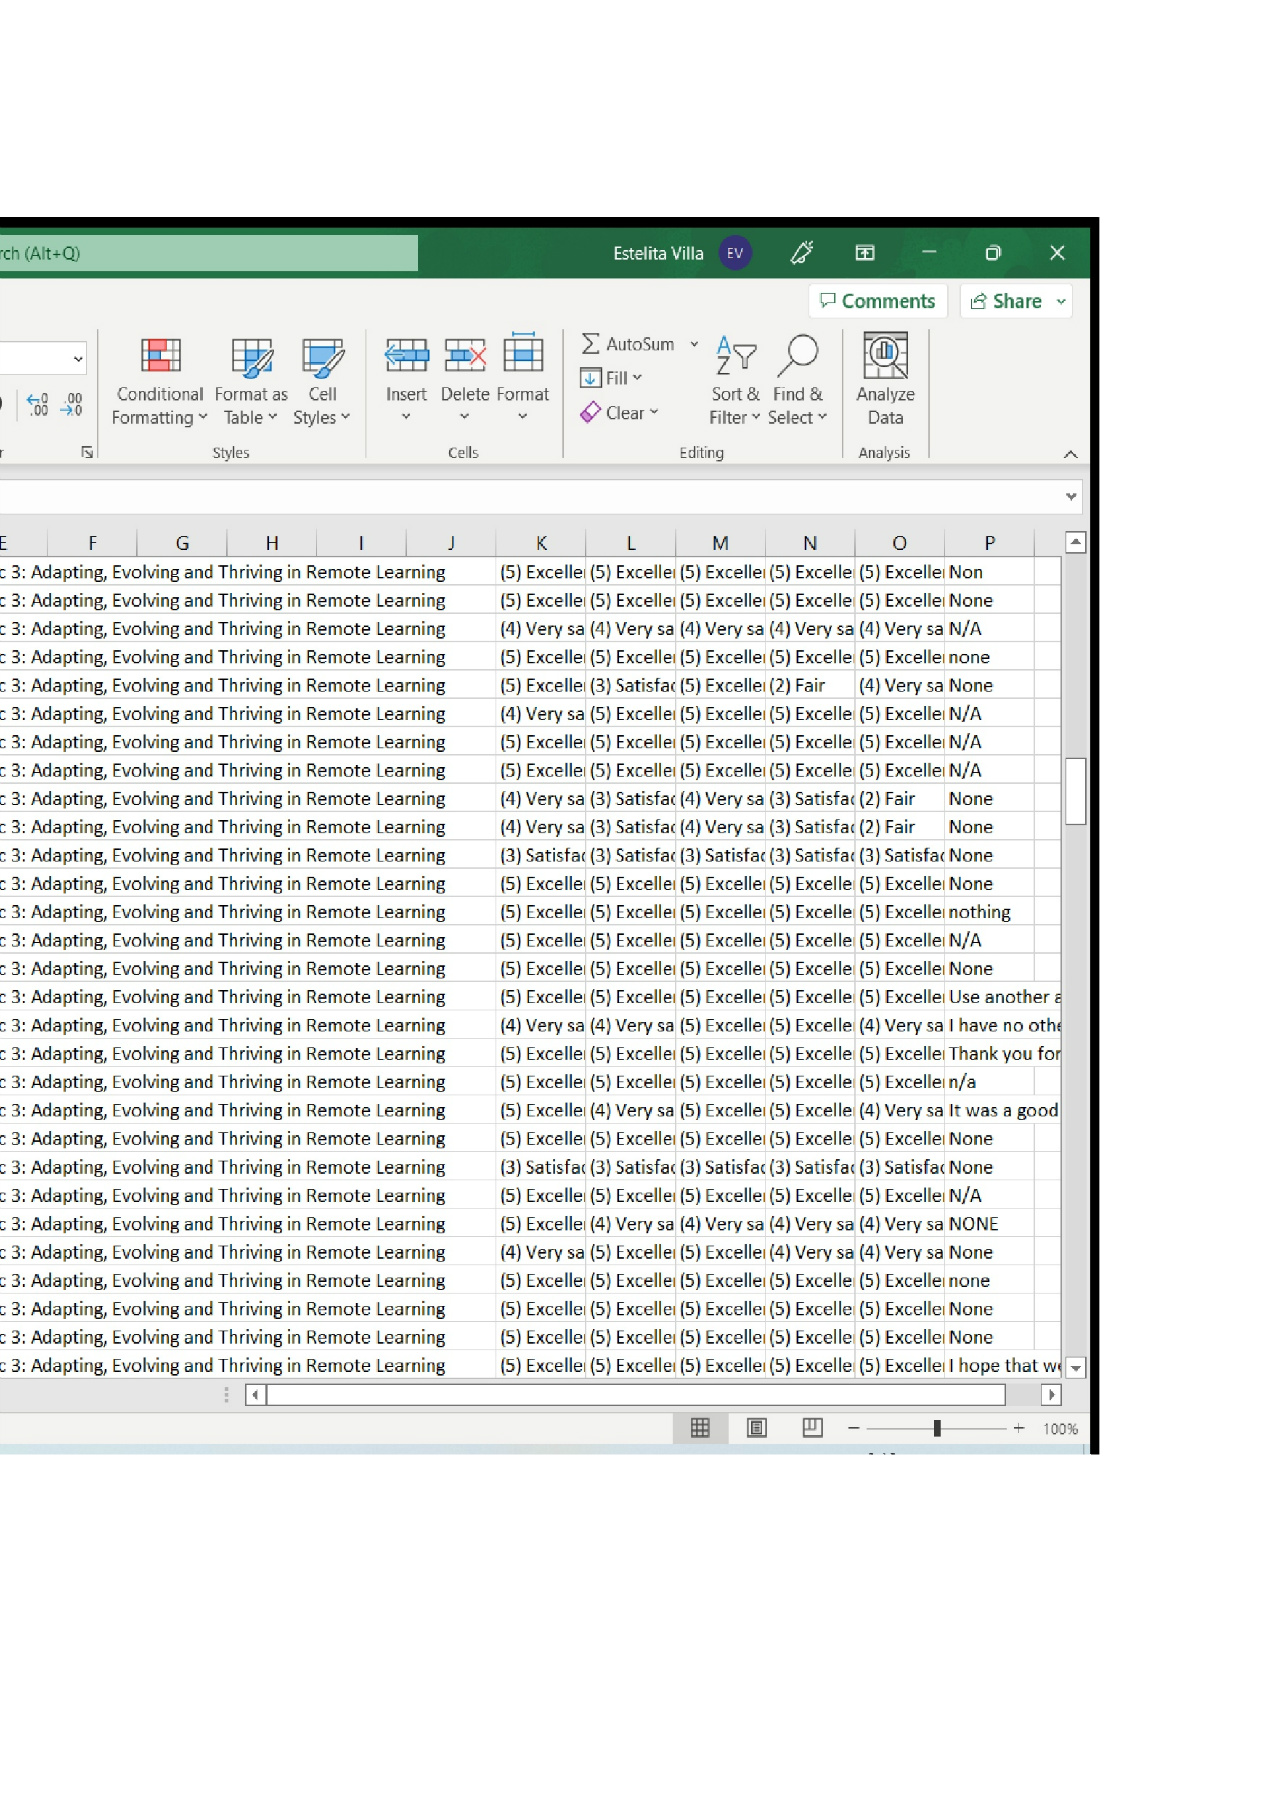 rch (Alt+Q) Estelita Villa EV
Comments Share
Conditional Formatting Format as Table Cell Styles Insert Delete Format AutoSum Fill Clear Sort & Filter Find & Select Analyze Data
Styles Cells Editing Analysis
E F G H I J K L M N O P
c 3: Adapting, Evolving and Thriving in Remote Learning (5) Excelle (5) Excelle (5) Excelle (5) Excelle (5) Excelle Non
c 3: Adapting, Evolving and Thriving in Remote Learning (5) Excelle (5) Excelle (5) Excelle (5) Excelle (5) Excelle None
c 3: Adapting, Evolving and Thriving in Remote Learning (4) Very sa (4) Very sa (4) Very sa (4) Very sa (4) Very sa N/A
c 3: Adapting, Evolving and Thriving in Remote Learning (5) Excelle (5) Excelle (5) Excelle (5) Excelle (5) Excelle none
c 3: Adapting, Evolving and Thriving in Remote Learning (5) Excelle (3) Satisfac (5) Excelle (2) Fair (4) Very sa None
c 3: Adapting, Evolving and Thriving in Remote Learning (4) Very sa (5) Excelle (5) Excelle (5) Excelle (5) Excelle N/A
c 3: Adapting, Evolving and Thriving in Remote Learning (5) Excelle (5) Excelle (5) Excelle (5) Excelle (5) Excelle N/A
c 3: Adapting, Evolving and Thriving in Remote Learning (5) Excelle (5) Excelle (5) Excelle (5) Excelle (5) Excelle N/A
c 3: Adapting, Evolving and Thriving in Remote Learning (4) Very sa (3) Satisfac (4) Very sa (3) Satisfac (2) Fair None
c 3: Adapting, Evolving and Thriving in Remote Learning (4) Very sa (3) Satisfac (4) Very sa (3) Satisfac (2) Fair None
c 3: Adapting, Evolving and Thriving in Remote Learning (3) Satisfac (3) Satisfac (3) Satisfac (3) Satisfac (3) Satisfac None
c 3: Adapting, Evolving and Thriving in Remote Learning (5) Excelle (5) Excelle (5) Excelle (5) Excelle (5) Excelle None
c 3: Adapting, Evolving and Thriving in Remote Learning (5) Excelle (5) Excelle (5) Excelle (5) Excelle (5) Excelle nothing
c 3: Adapting, Evolving and Thriving in Remote Learning (5) Excelle (5) Excelle (5) Excelle (5) Excelle (5) Excelle N/A
c 3: Adapting, Evolving and Thriving in Remote Learning (5) Excelle (5) Excelle (5) Excelle (5) Excelle (5) Excelle None
c 3: Adapting, Evolving and Thriving in Remote Learning (5) Excelle (5) Excelle (5) Excelle (5) Excelle (5) Excelle Use another a
c 3: Adapting, Evolving and Thriving in Remote Learning (4) Very sa (4) Very sa (5) Excelle (5) Excelle (4) Very sa I have no othe
c 3: Adapting, Evolving and Thriving in Remote Learning (5) Excelle (5) Excelle (5) Excelle (5) Excelle (5) Excelle Thank you for
c 3: Adapting, Evolving and Thriving in Remote Learning (5) Excelle (5) Excelle (5) Excelle (5) Excelle (5) Excelle n/a
c 3: Adapting, Evolving and Thriving in Remote Learning (5) Excelle (4) Very sa (5) Excelle (5) Excelle (4) Very sa It was a good
c 3: Adapting, Evolving and Thriving in Remote Learning (5) Excelle (5) Excelle (5) Excelle (5) Excelle (5) Excelle None
c 3: Adapting, Evolving and Thriving in Remote Learning (3) Satisfac (3) Satisfac (3) Satisfac (3) Satisfac (3) Satisfac None
c 3: Adapting, Evolving and Thriving in Remote Learning (5) Excelle (5) Excelle (5) Excelle (5) Excelle (5) Excelle N/A
c 3: Adapting, Evolving and Thriving in Remote Learning (5) Excelle (4) Very sa (4) Very sa (4) Very sa (4) Very sa NONE
c 3: Adapting, Evolving and Thriving in Remote Learning (4) Very sa (5) Excelle (5) Excelle (4) Very sa (4) Very sa None
c 3: Adapting, Evolving and Thriving in Remote Learning (5) Excelle (5) Excelle (5) Excelle (5) Excelle (5) Excelle none
c 3: Adapting, Evolving and Thriving in Remote Learning (5) Excelle (5) Excelle (5) Excelle (5) Excelle (5) Excelle None
c 3: Adapting, Evolving and Thriving in Remote Learning (5) Excelle (5) Excelle (5) Excelle (5) Excelle (5) Excelle None
c 3: Adapting, Evolving and Thriving in Remote Learning (5) Excelle (5) Excelle (5) Excelle (5) Excelle (5) Excelle I hope that we
100%